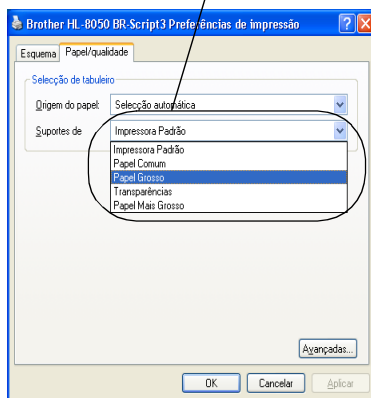 Brother HL-8050 BR-Script3 Preferências de impressão
Esquema Papel/qualidade
Selecção de tabuleiro
Origem do papel: Selecção automática
Suportes de Impressora Padrão
Impressora Padrão
Papel Comum
Papel Grosso
Transparências
Papel Mais Grosso
Avançadas...
OK Cancelar Aplicar